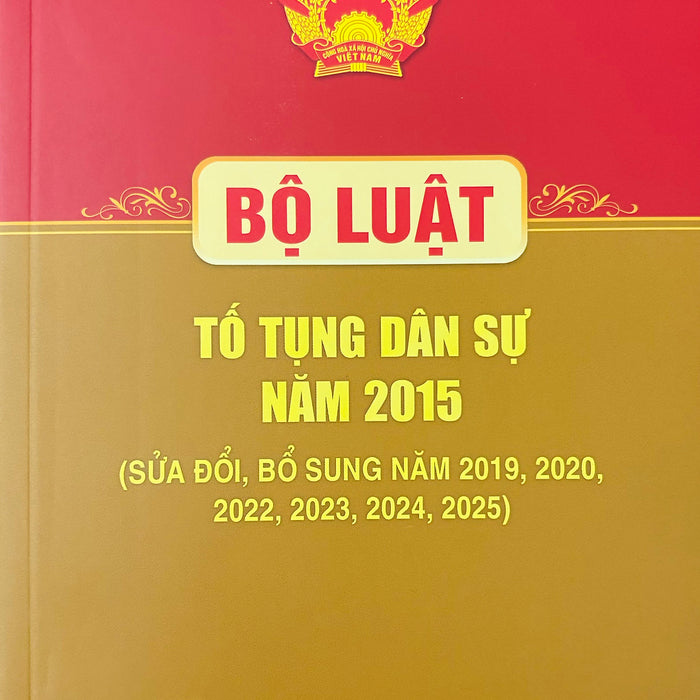 CỘNG HOÀ XÃ HỘI CHỦ NGHĨA
VIỆT NAM
BỘ LUẬT
TỐ TỤNG DÂN SỰ
NĂM 2015
(SỬA ĐỔI, BỔ SUNG NĂM 2019, 2020,
2022, 2023, 2024, 2025)